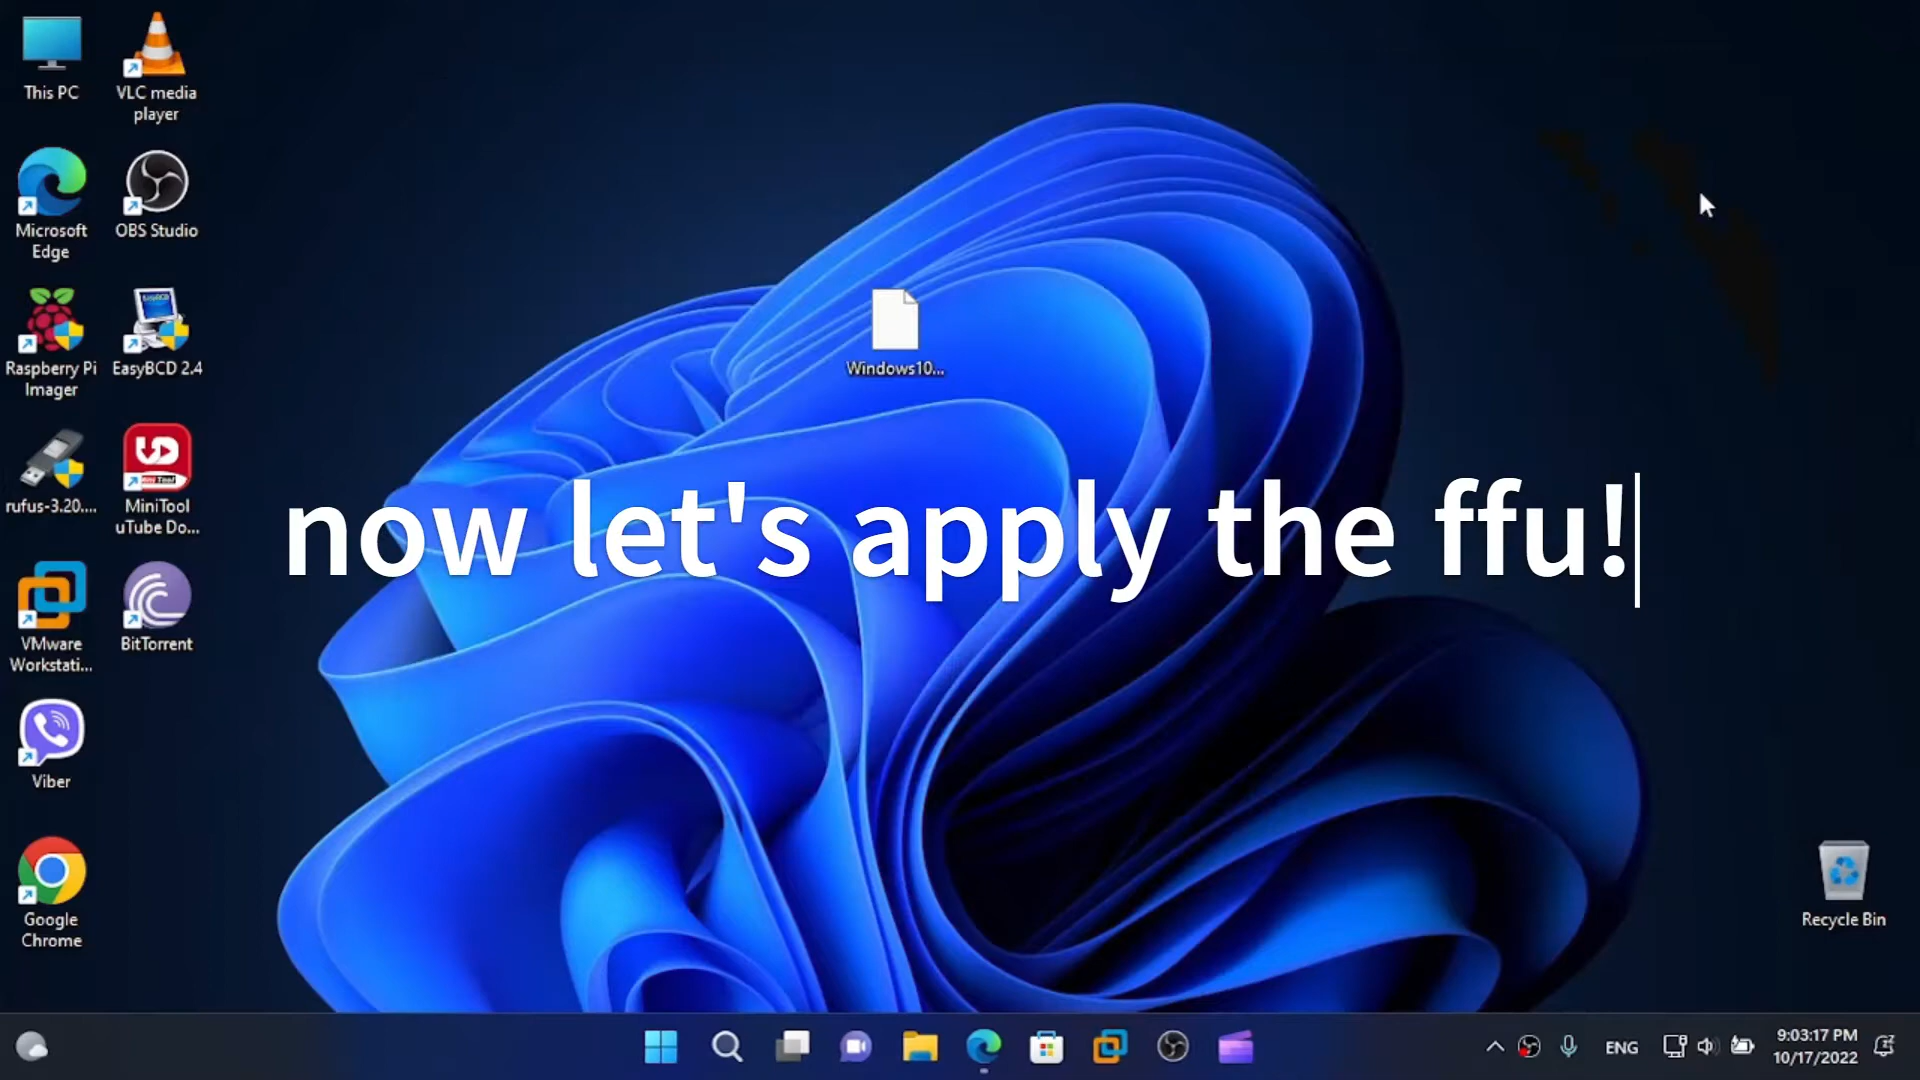 This PC
VLC media
player
Microsoft
Edge
OBS Studio
Raspberry Pi
Imager
EasyBCD 2.4
rufus-3.20....
MiniTool
uTube Do...
VMware
Workstati...
BitTorrent
Viber
Google
Chrome
Windows10...
now let's apply the ffu!
Recycle Bin
ENG
9:03:17 PM
10/17/2022